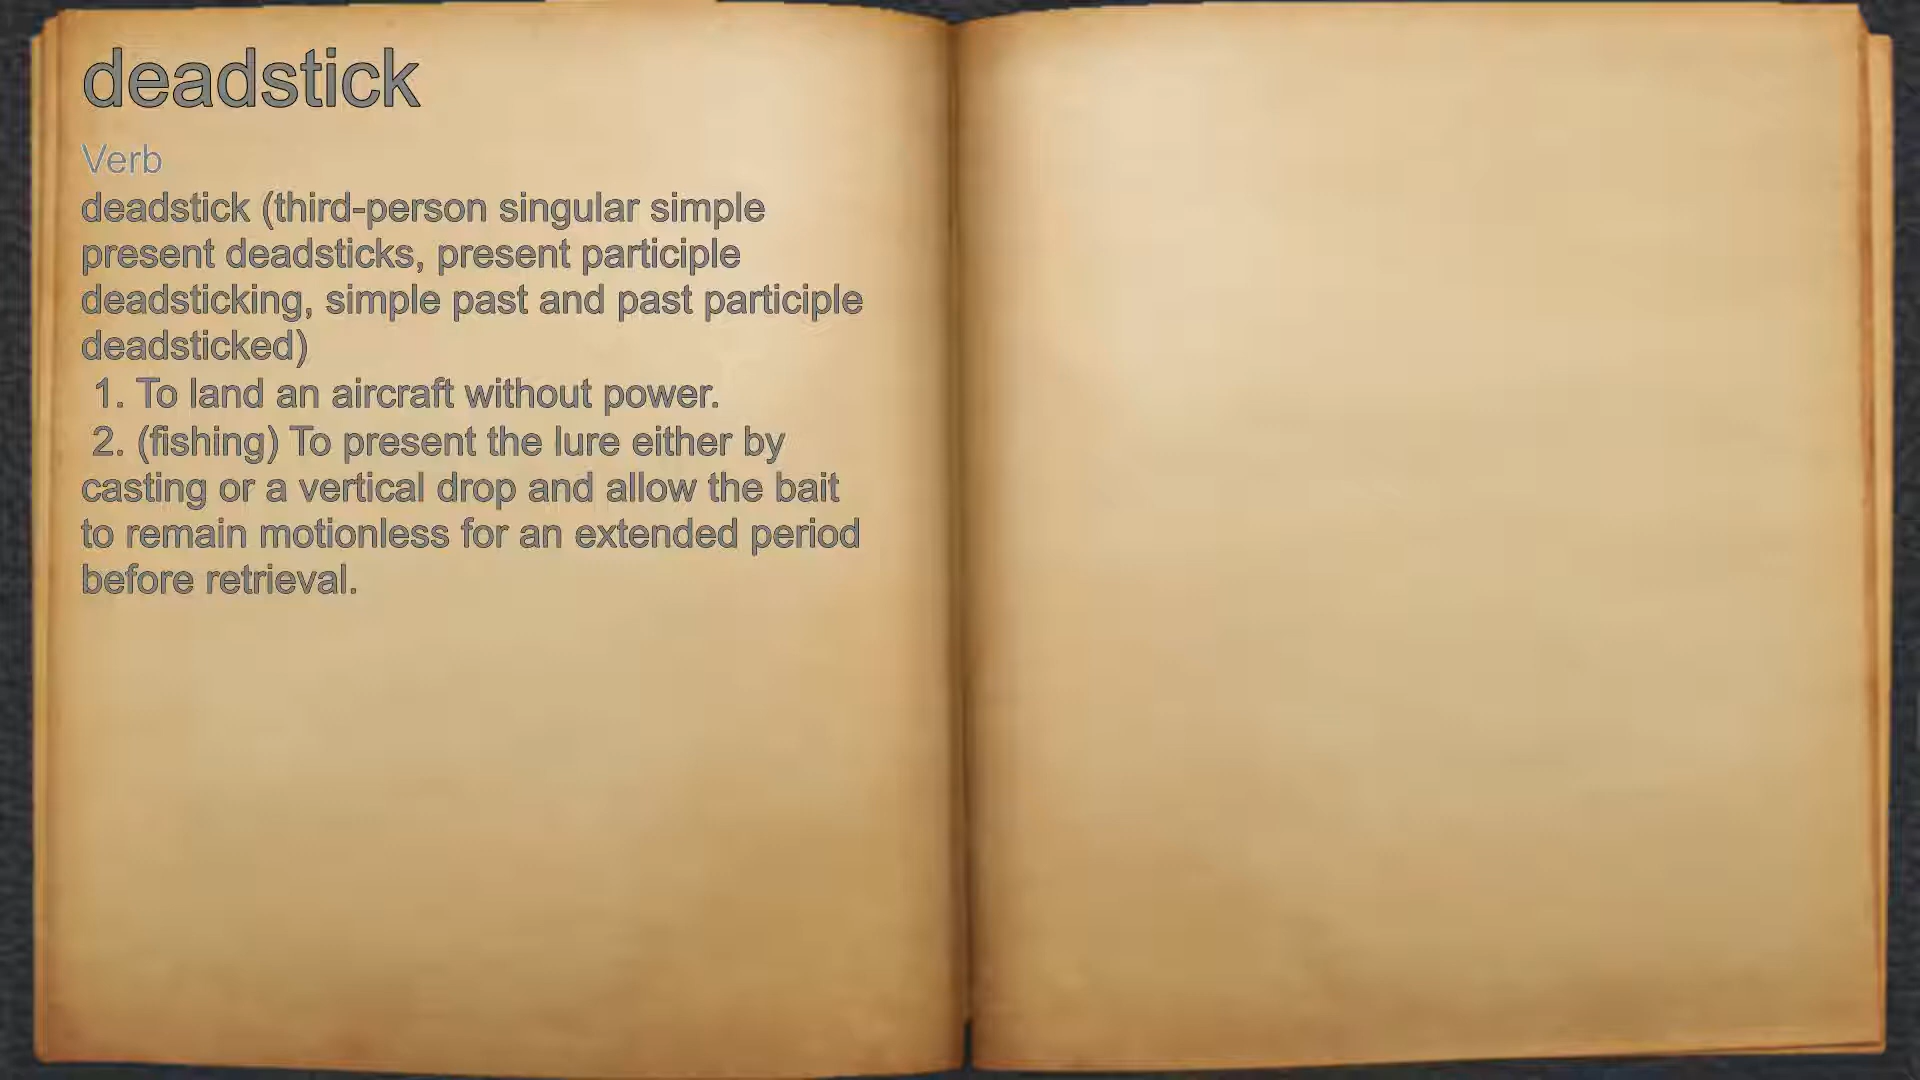 deadstick
Verb
deadstick (third-person singular simple
present deadsticks, present participle
deadsticking, simple past and past participle
deadsticked)
1. To land an aircraft without power.
2. (fishing) To present the lure either by
casting or a vertical drop and allow the bait
to remain motionless for an extended period
before retrieval.